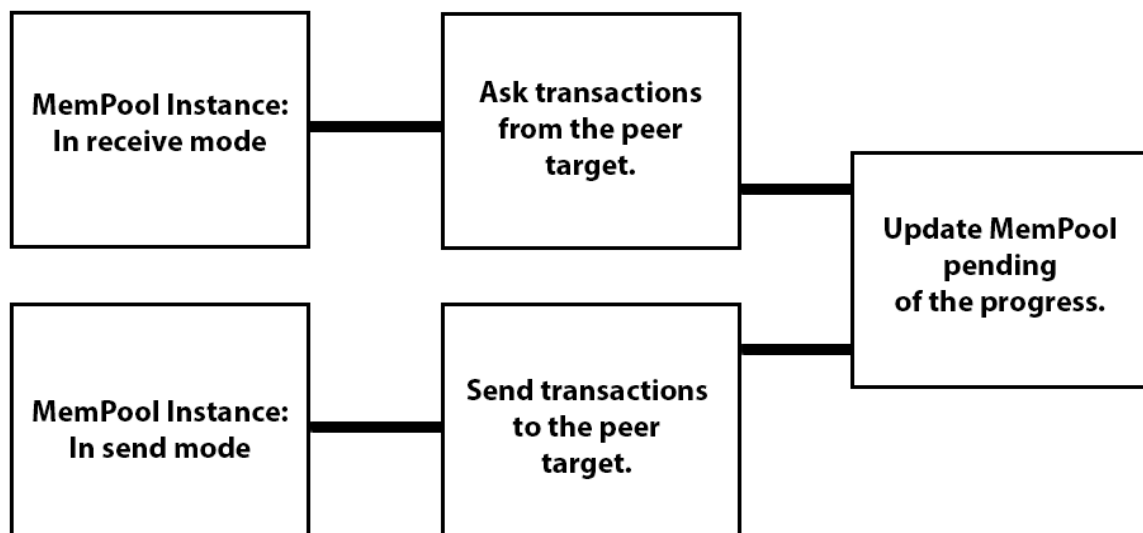 MemPool Instance:
In receive mode
Ask transactions
from the peer
target.
Update MemPool
pending
of the progress.
MemPool Instance:
In send mode
Send transactions
to the peer
target.